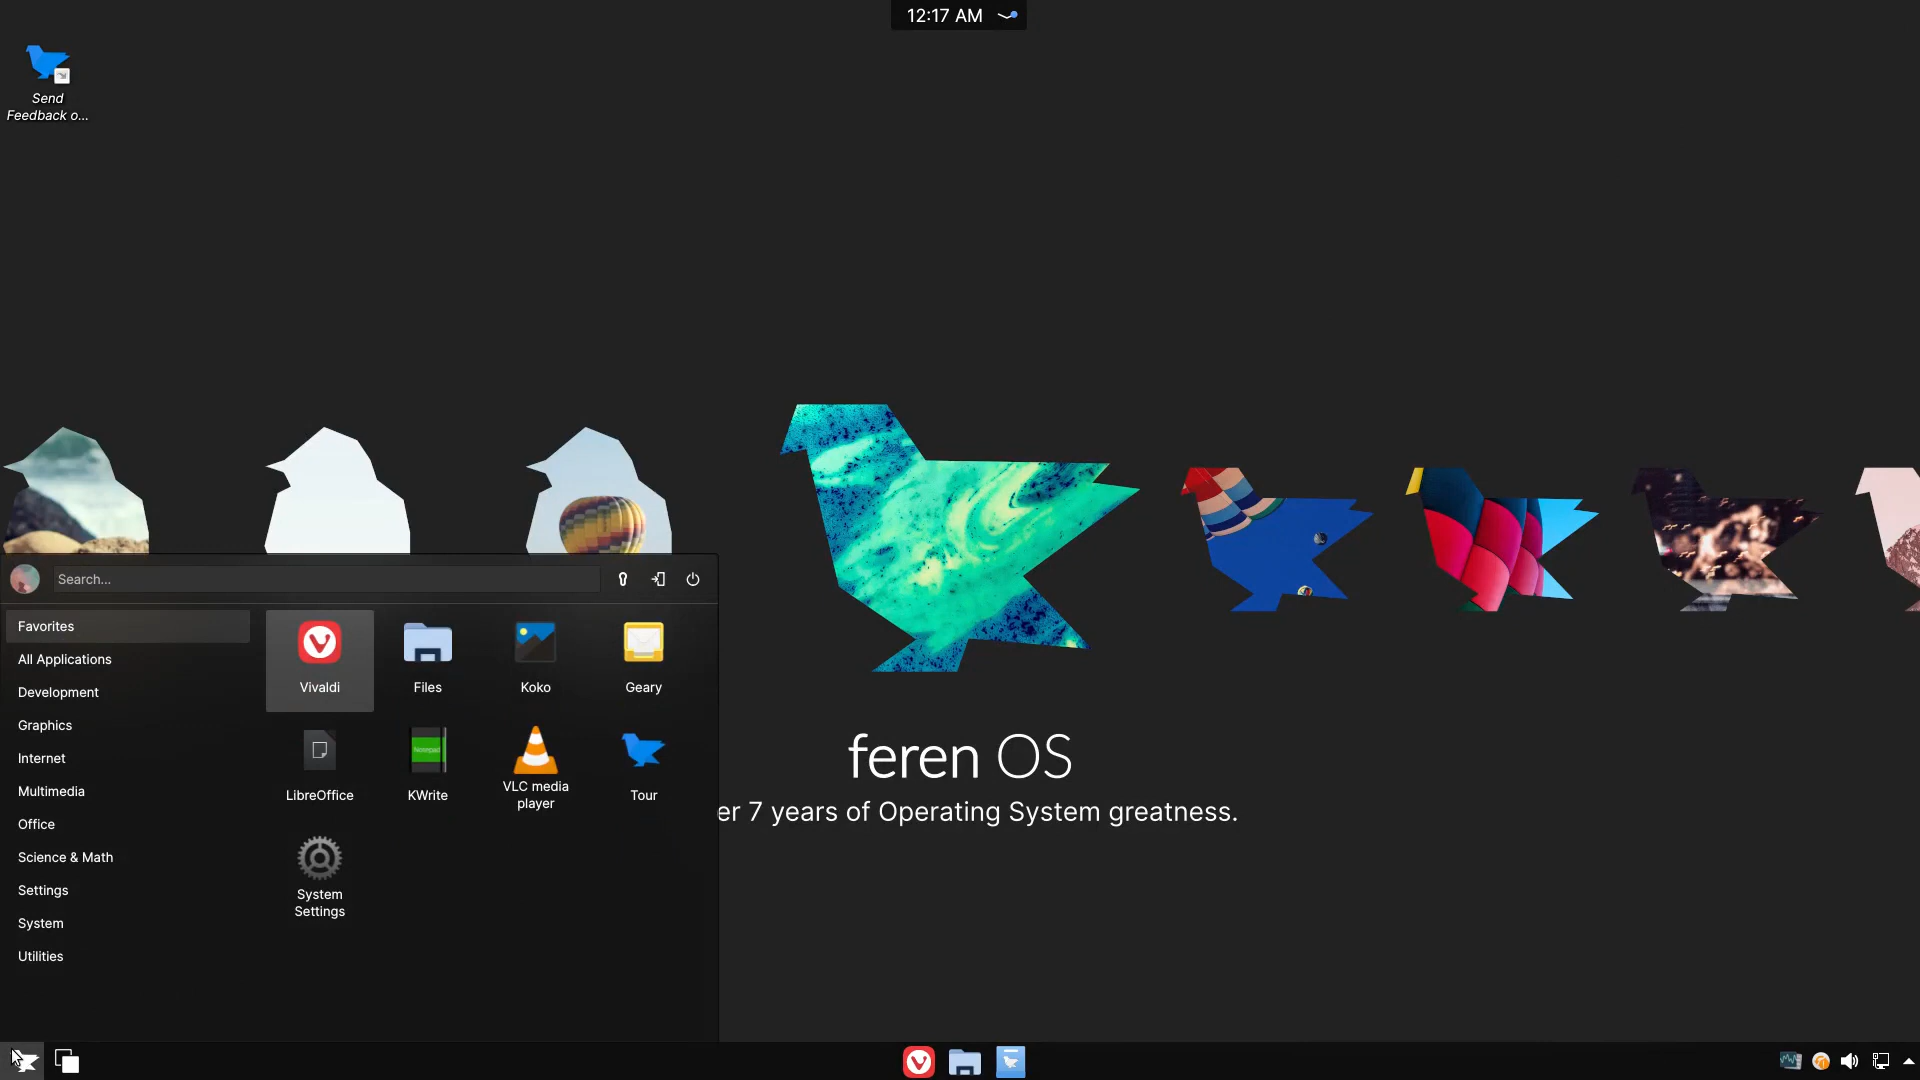 12:17 AM
Send
Feedback o...
Search...
Favorites
All Applications
Development
Graphics
Internet
Multimedia
Office
Science & Math
Settings
System
Utilities
Vivaldi
Files
Koko
Geary
Notepad
LibreOffice
KWrite
VLC media
player
Tour
System
Settings
feren OS
er 7 years of Operating System greatness.